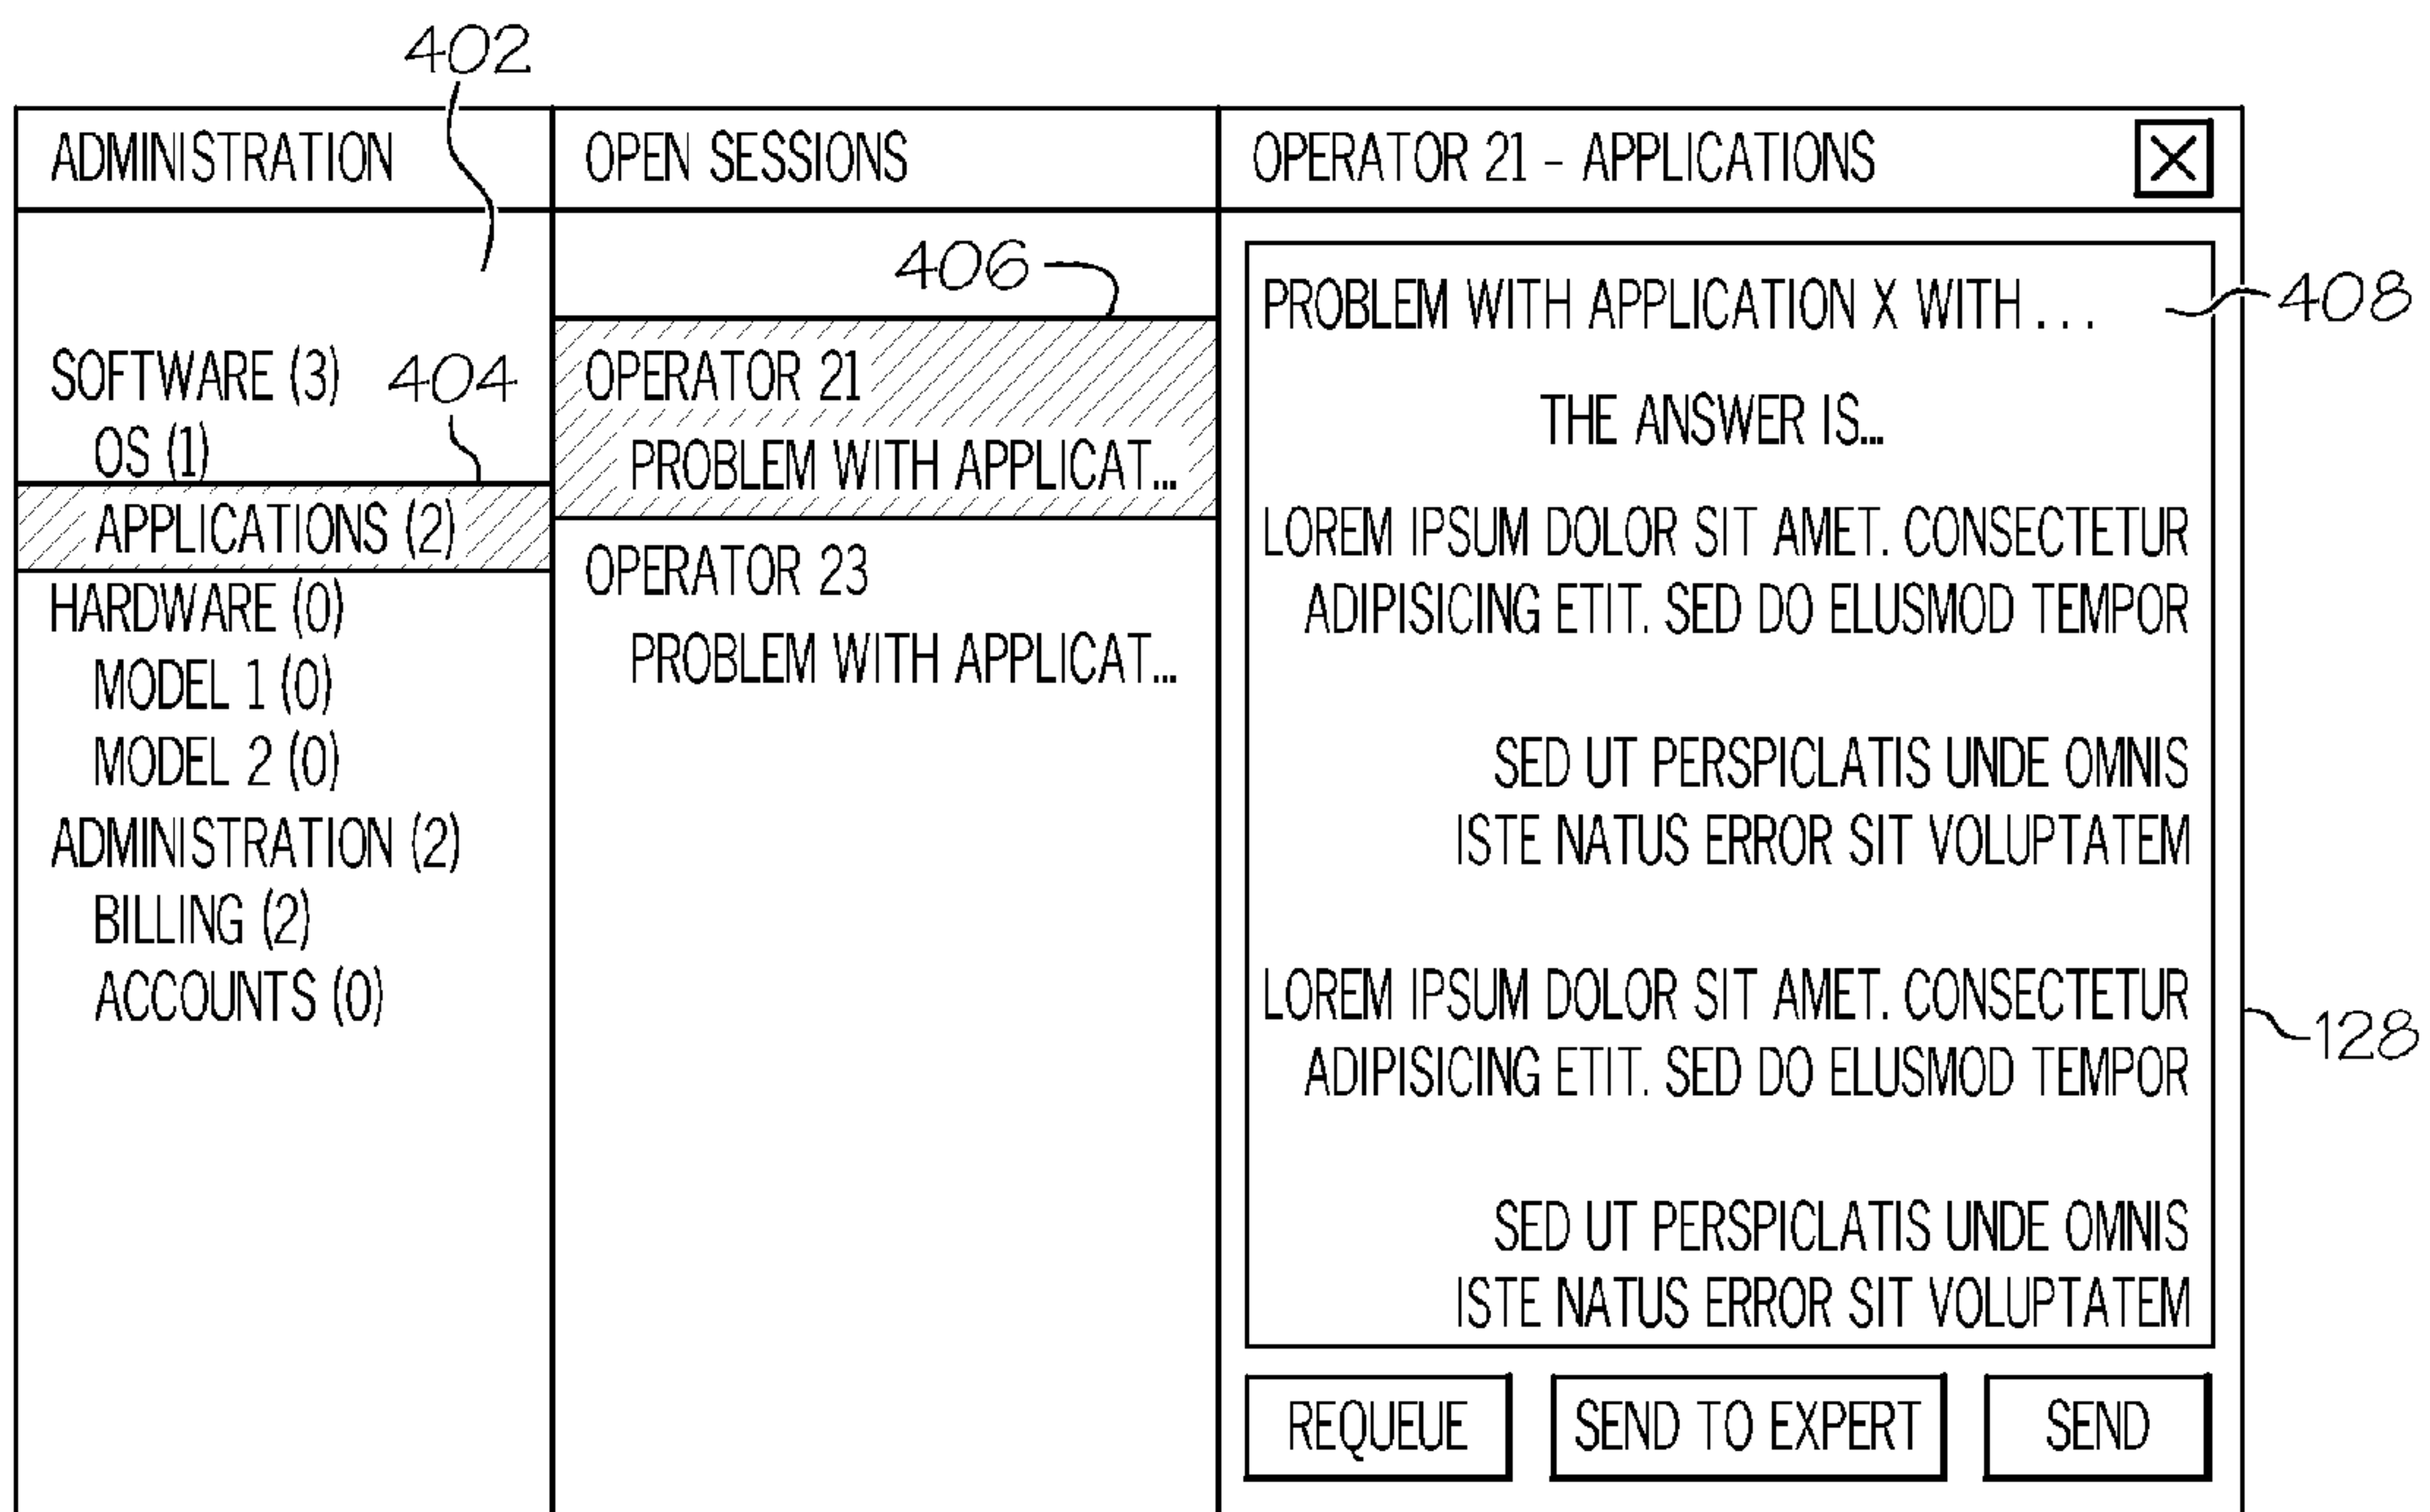 402
ADMINISTRATION
OPEN SESSIONS
OPERATOR 21 – APPLICATIONS
X
SOFTWARE (3)
404
OS (1)
APPLICATIONS (2)
HARDWARE (0)
MODEL 1 (0)
MODEL 2 (0)
ADMINISTRATION (2)
BILLING (2)
ACCOUNTS (0)
406
OPERATOR 21
PROBLEM WITH APPLICAT...
OPERATOR 23
PROBLEM WITH APPLICAT...
PROBLEM WITH APPLICATION X WITH . . .
408
THE ANSWER IS...
LOREM IPSUM DOLOR SIT AMET. CONSECTETUR
ADIPISICING ETIT. SED DO ELUSMOD TEMPOR
SED UT PERSPICLATIS UNDE OMNIS
ISTE NATUS ERROR SIT VOLUPTATEM
LOREM IPSUM DOLOR SIT AMET. CONSECTETUR
128
ADIPISICING ETIT. SED DO ELUSMOD TEMPOR
SED UT PERSPICLATIS UNDE OMNIS
ISTE NATUS ERROR SIT VOLUPTATEM
REQUEUE
SEND TO EXPERT
SEND